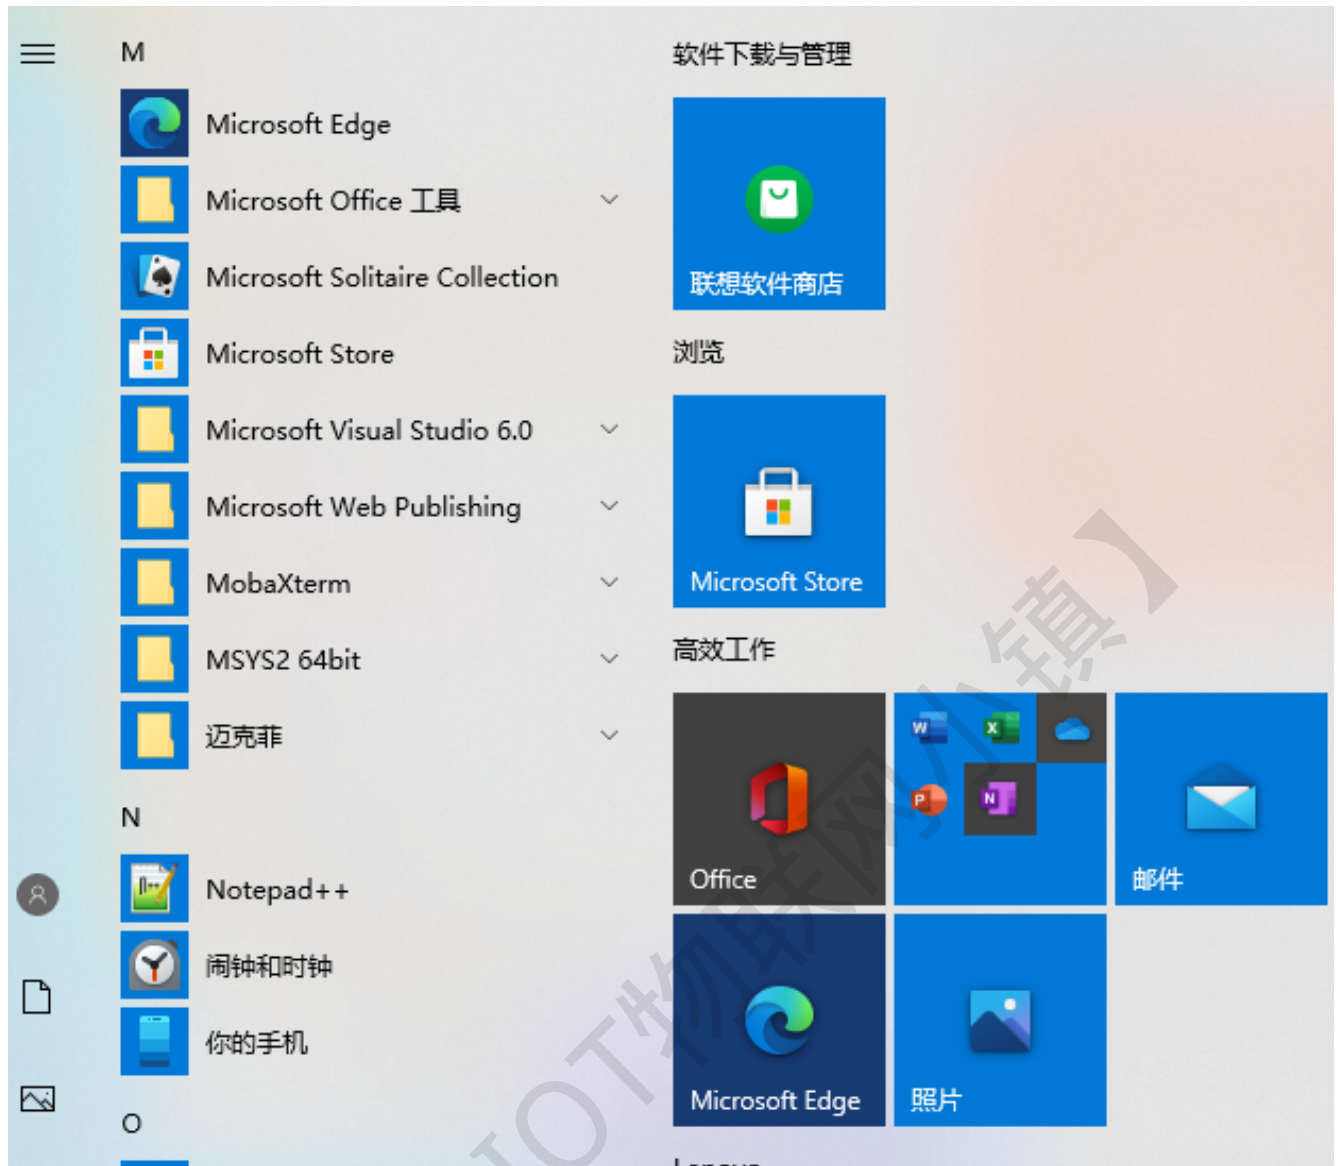 M
Microsoft Edge
Microsoft Office 工具
Microsoft Solitaire Collection
Microsoft Store
Microsoft Visual Studio 6.0
Microsoft Web Publishing
MobaXterm
MSYS2 64bit
迈克菲
N
Notepad++
闹钟和时钟
你的手机
O
软件下载与管理
联想软件商店
浏览
Microsoft Store
高效工作
Office
邮件
Microsoft Edge
照片
Lenovo
IOT物联网小镇】